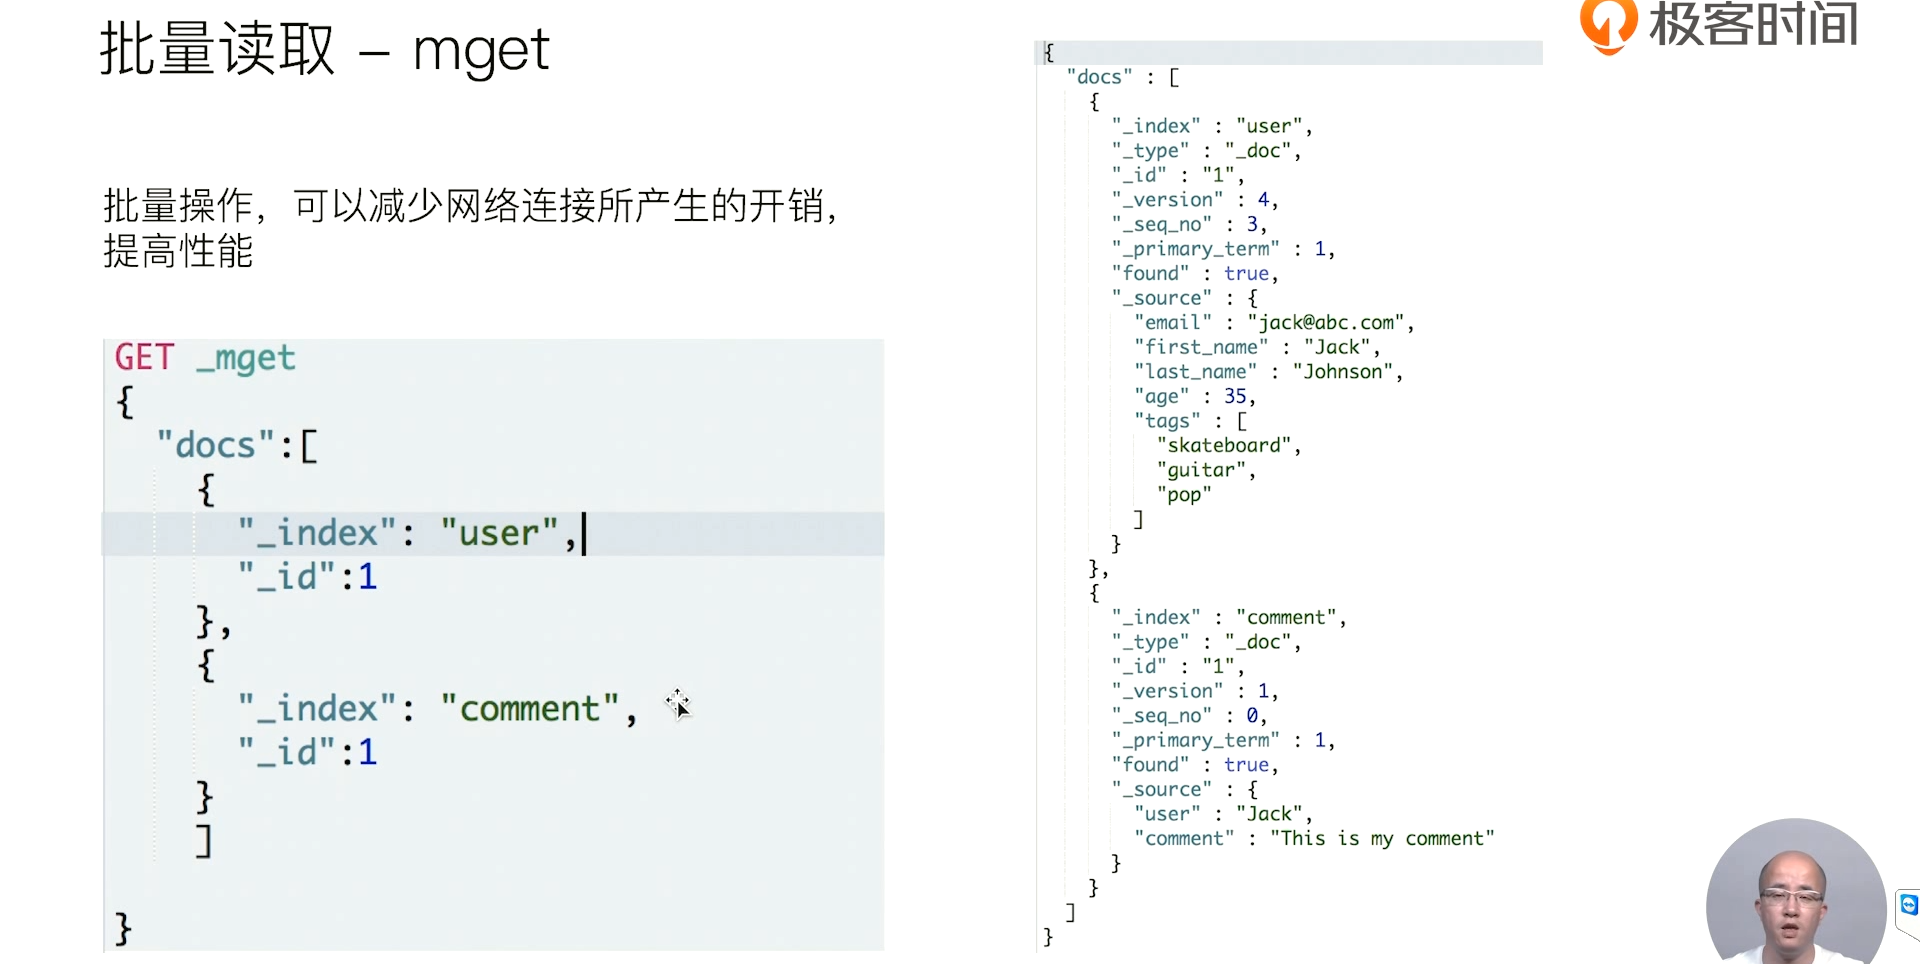 批量读取 – mget
极客时间
批量操作，可以减少网络连接所产生的开销，
提高性能
GET _mget
{
"docs":[
{
"_index": "user",
"_id":1
},
{
"_index": "comment",
"_id":1
}
]
}
{
"docs" : [
{
"_index" : "user",
"_type" : "_doc",
"_id" : "1",
"_version" : 4,
"_seq_no" : 3,
"_primary_term" : 1,
"found" : true,
"_source" : {
"email" : "jack@abc.com",
"first_name" : "Jack",
"last_name" : "Johnson",
"age" : 35,
"tags" : [
"skateboard",
"guitar",
"pop"
]
}
},
{
"_index" : "comment",
"_type" : "_doc",
"_id" : "1",
"_version" : 1,
"_seq_no" : 0,
"_primary_term" : 1,
"found" : true,
"_source" : {
"user" : "Jack",
"comment" : "This is my comment"
}
}
]
}